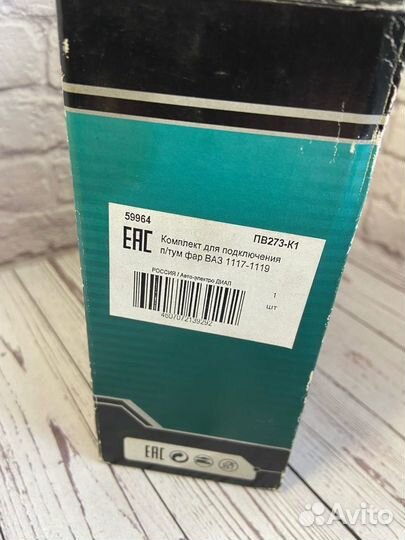 59964
ПВ273-К1
ЕАС Комплект для подключения
п/тум фар ВАЗ 1117-1119
РОССИЯ / Авто-электро ДИАЛ
1
шт
4607072139292
ЕАС
Avito